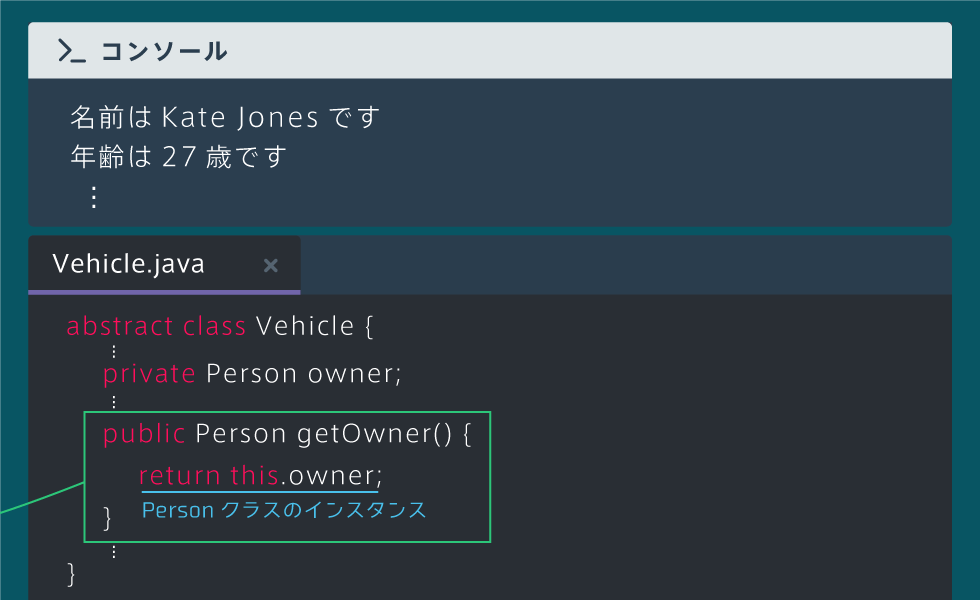 >_ コンソール
名前は Kate Jones です
年齢は 27 歳です
⋮
Vehicle.java ×
abstract class Vehicle {
⋮
private Person owner;
⋮
public Person getOwner() {
return this.owner;
Person クラスのインスタンス
}
⋮
}